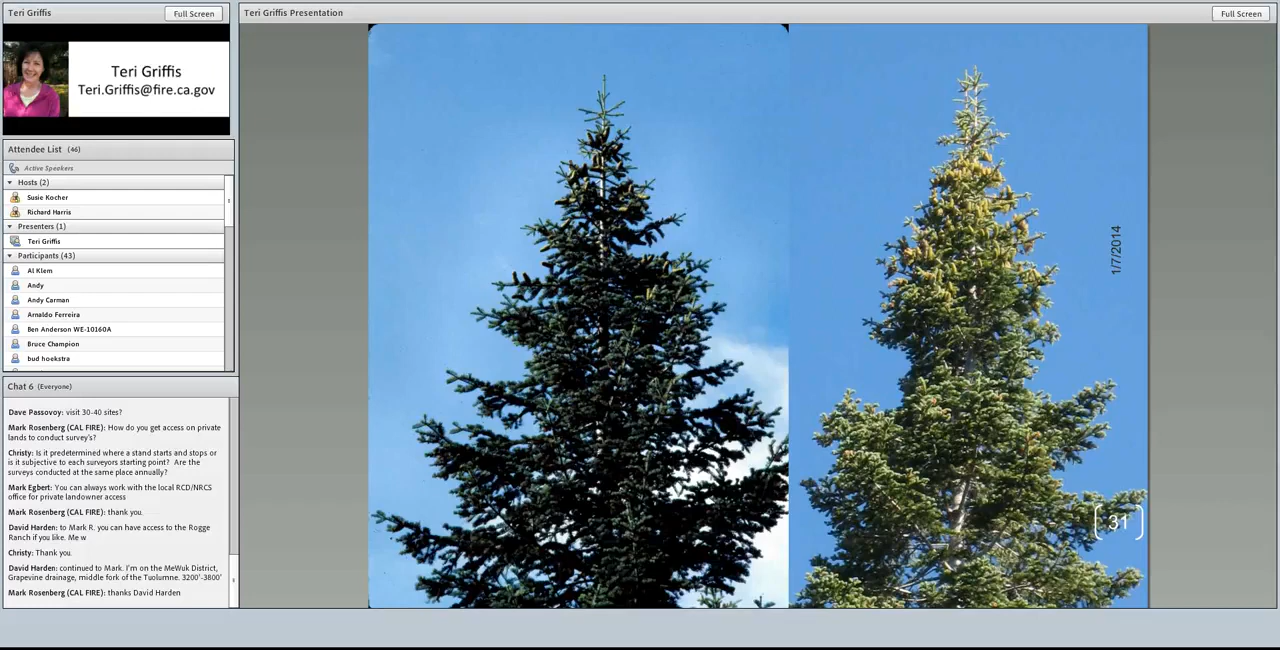 Teri Griffis
Full Screen
Teri Griffis
Teri.Griffis@fire.ca.gov
Attendee List (46)
Active Speakers
Hosts (2)
Susie Kocher
Richard Harris
Presenters (1)
Teri Griffis
Participants (43)
Al Klem
Andy
Andy Carman
Arnaldo Ferreira
Ben Anderson WE-10160A
Bruce Champion
bud hoekstra
Chat 6 (Everyone)
Dave Passovoy: visit 30-40 sites?
Mark Rosenberg (CAL FIRE): How do you get access on private
lands to conduct survey's?
Christy: Is it predetermined where a stand starts and stops or
is it subjective to each surveyors starting point? Are the
surveys conducted at the same place annually?
Mark Egbert: You can always work with the local RCD/NRCS
office for private landowner access
Mark Rosenberg (CAL FIRE): thank you.
David Harden: to Mark R. you can have access to the Rogge
Ranch if you like. Me w
Christy: Thank you.
David Harden: continued to Mark. I'm on the MeWuk District,
Grapevine drainage, middle fork of the Tuolumne. 3200'-3800'
Mark Rosenberg (CAL FIRE): thanks David Harden
Teri Griffis Presentation
Full Screen
1/7/2014
31